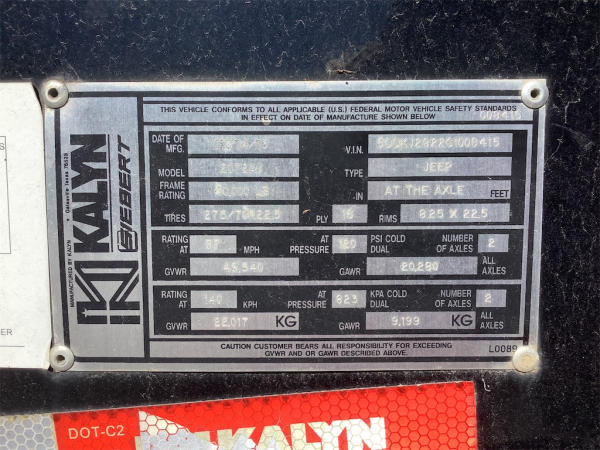 THIS VEHICLE CONFORMS TO ALL APPLICABLE (U.S.) FEDERAL MOTOR VEHICLE SAFETY STANDARDS
IN EFFECT ON DATE OF MANUFACTURE SHOWN BELOW
DATE OF MFG. V.I.N.
MODEL TYPE JEEP
FRAME RATING IN AT THE AXLE FEET
TIRES 275/70R22.5 PLY 16 RIMS 8.25 X 22.5
RATING AT MPH AT PRESSURE 120 PSI COLD DUAL NUMBER OF AXLES 2
GVWR 48,540 GAWR 20,280 ALL AXLES
RATING AT 140 KPH AT PRESSURE 823 KPA COLD DUAL NUMBER OF AXLES 2
GVWR 22,017 KG GAWR 9,199 KG ALL AXLES
CAUTION CUSTOMER BEARS ALL RESPONSIBILITY FOR EXCEEDING
GVWR AND OR GAWR DESCRIBED ABOVE.
L0089
MANUFACTURED BY KALYN • Gatesville Texas 76528
KALYN
SIEBERT
ER
DOT-C2
KALYN